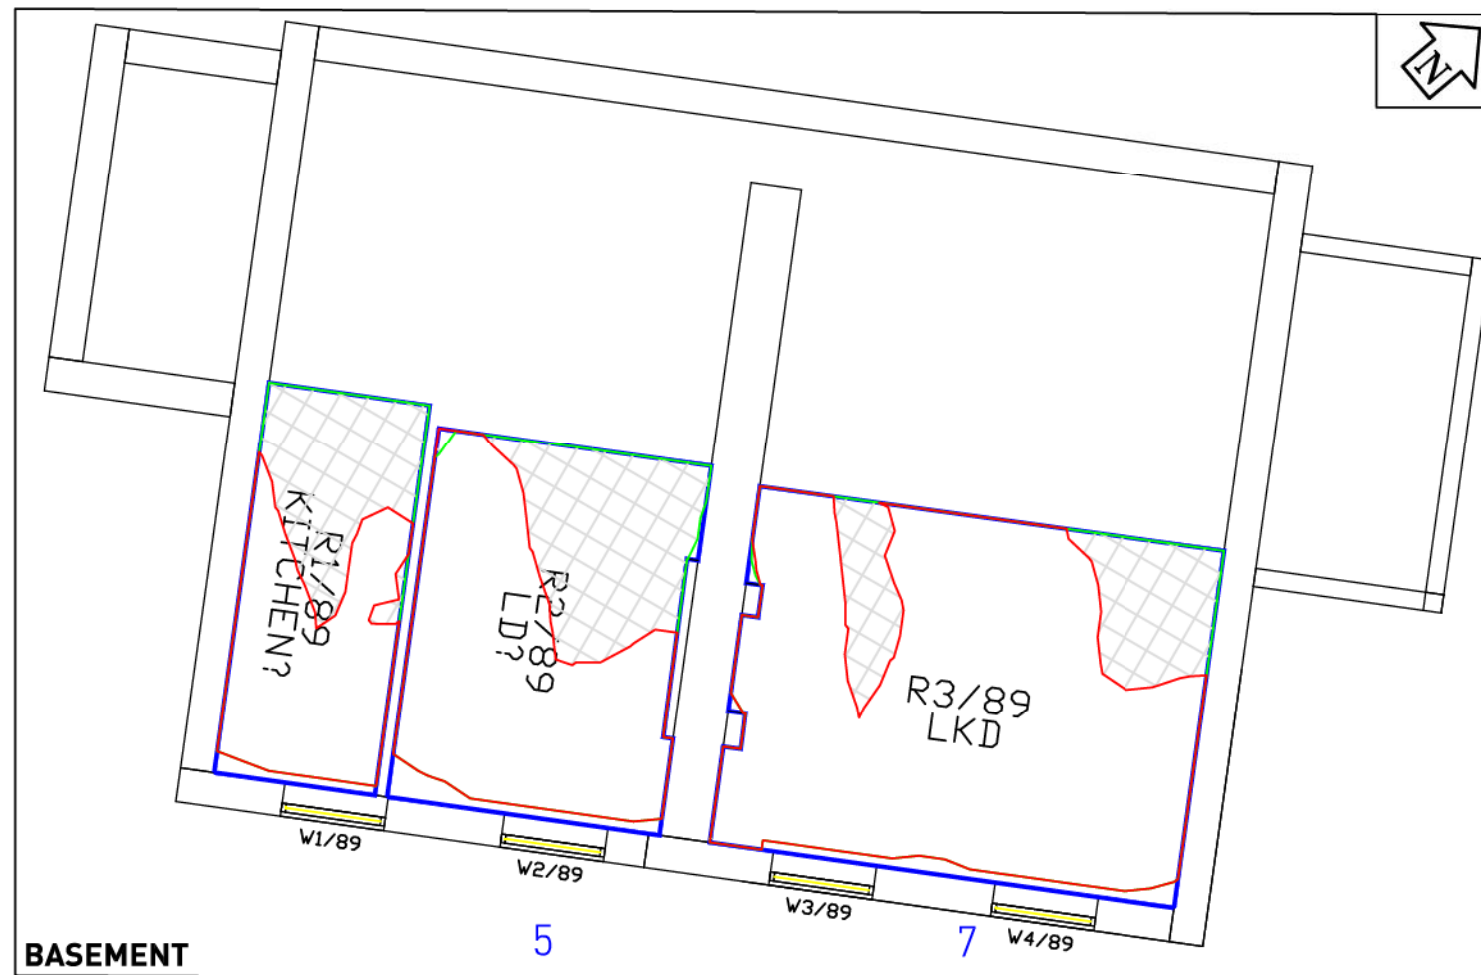 N
R1/89
KITCHEN?
R2/89
LD?
R3/89
LKD
W1/89
W2/89
W3/89
W4/89
5
7
BASEMENT